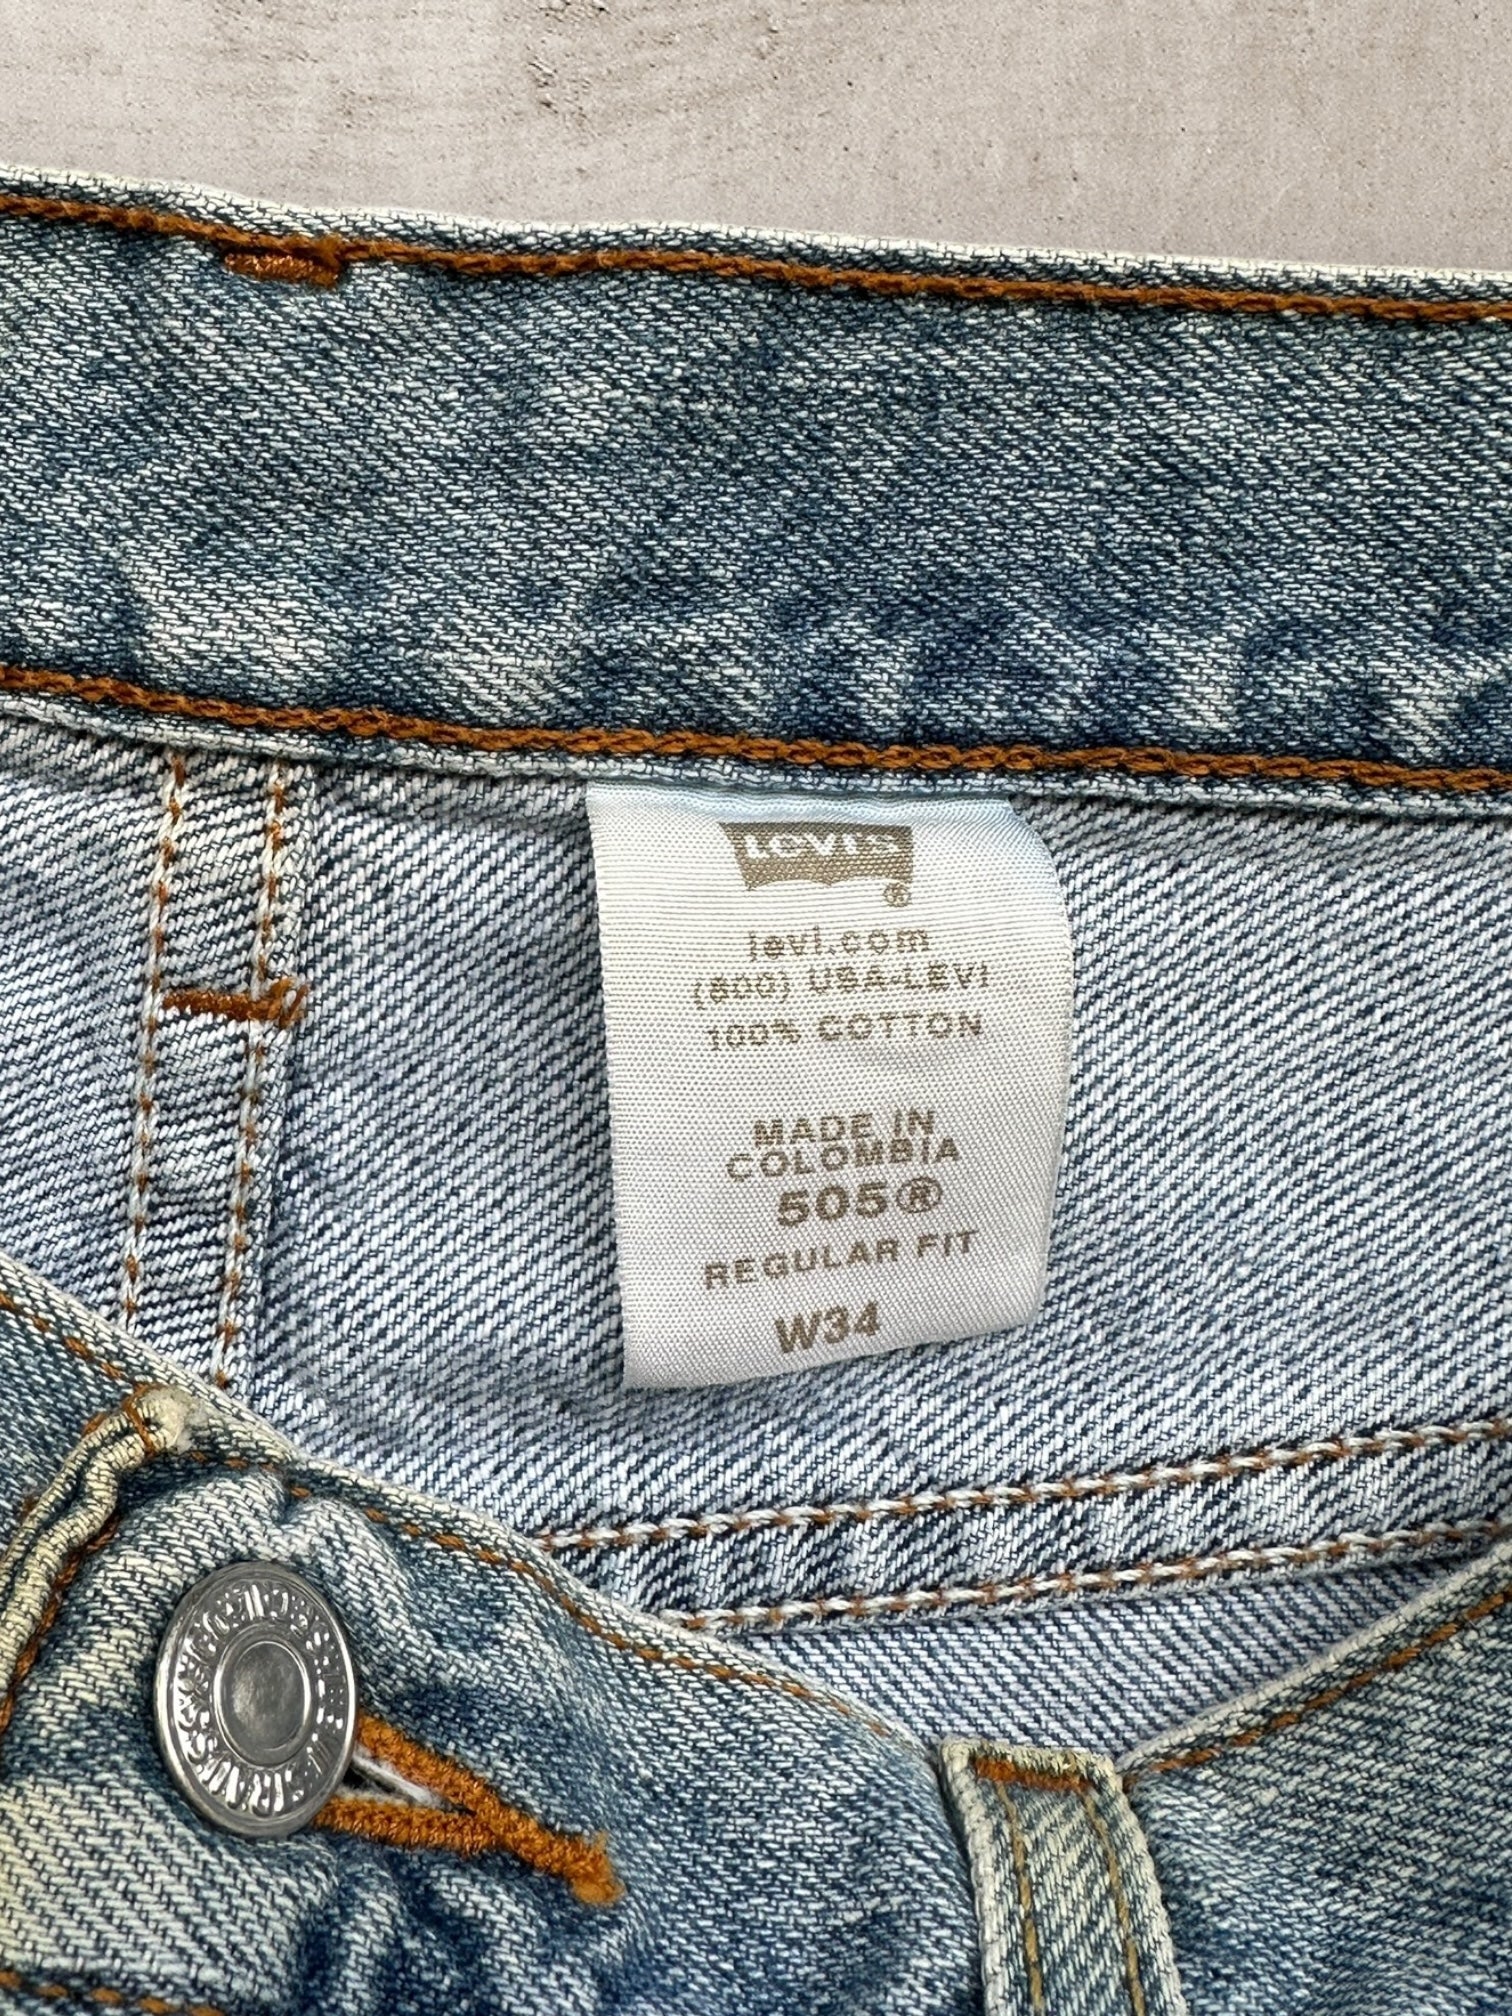 Levi's
®
levi.com
(800) USA-LEVI
100% COTTON
MADE IN
COLOMBIA
505®
REGULAR FIT
W34